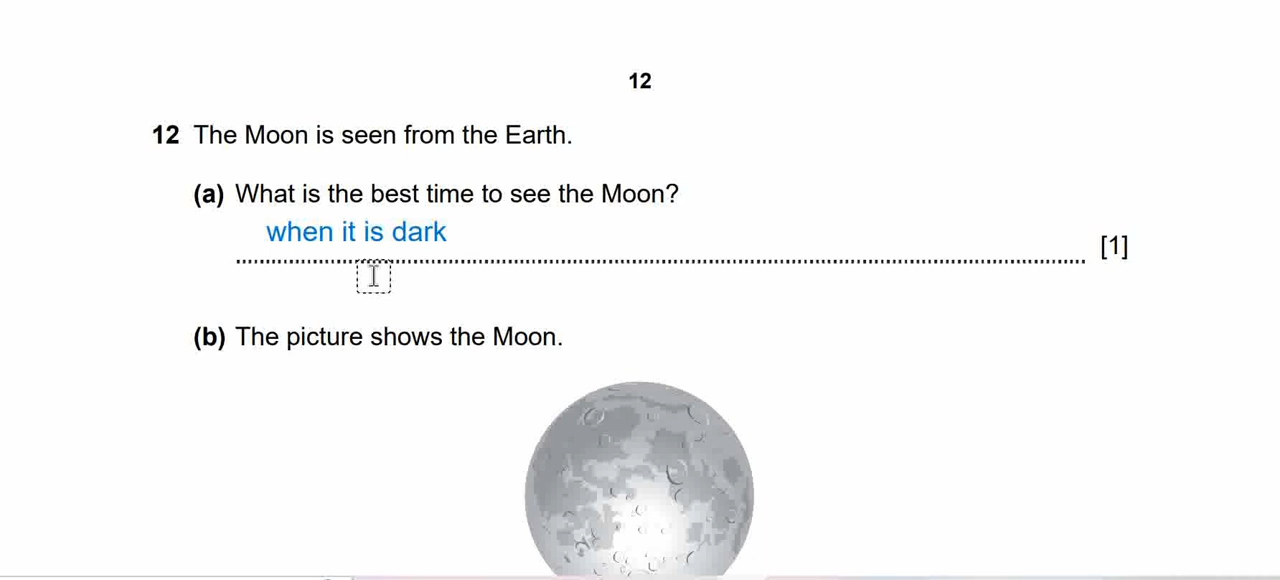 12
12 The Moon is seen from the Earth.
(a) What is the best time to see the Moon?
when it is dark
[1]
(b) The picture shows the Moon.